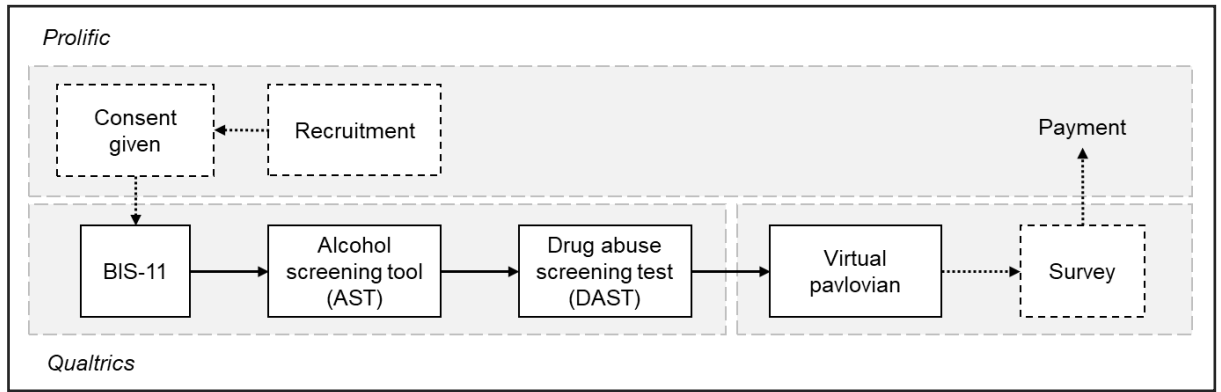 Prolific
Consent
given
Recruitment
Payment
BIS-11
Alcohol
screening tool
(AST)
Drug abuse
screening test
(DAST)
Virtual
pavlovian
Survey
Qualtrics